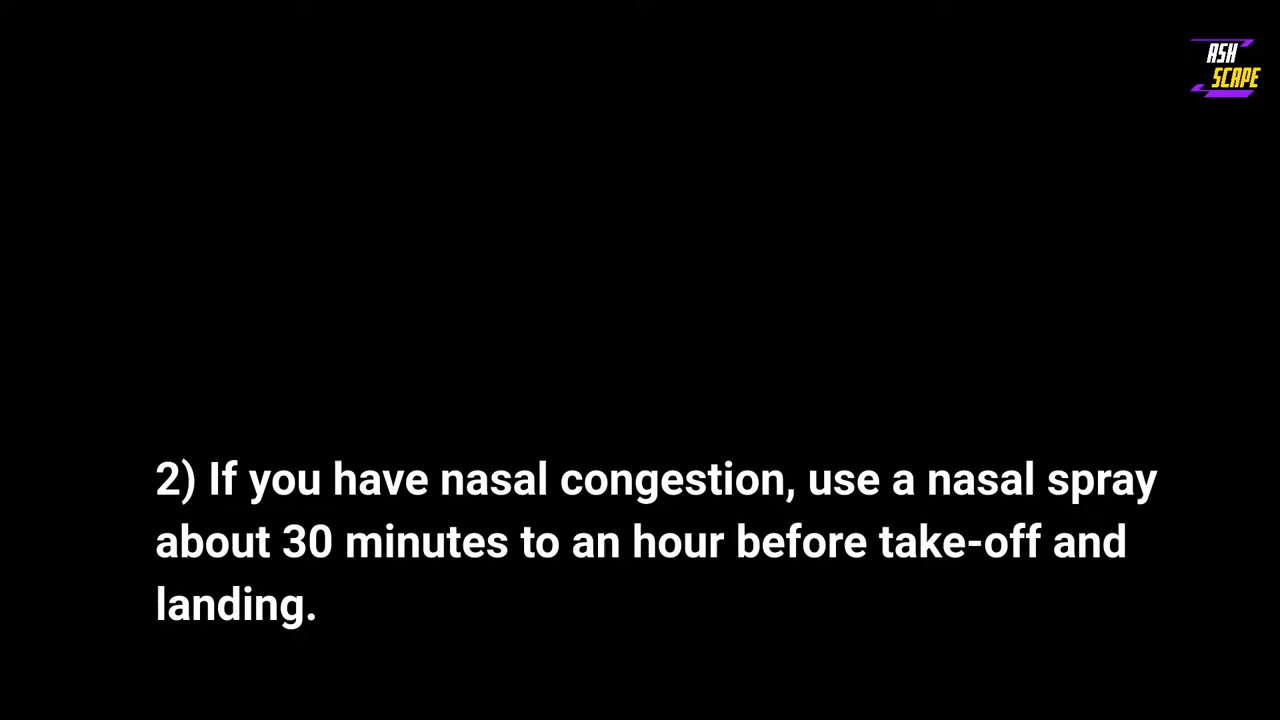 RSH
SCAPE
2) If you have nasal congestion, use a nasal spray
about 30 minutes to an hour before take-off and
landing.